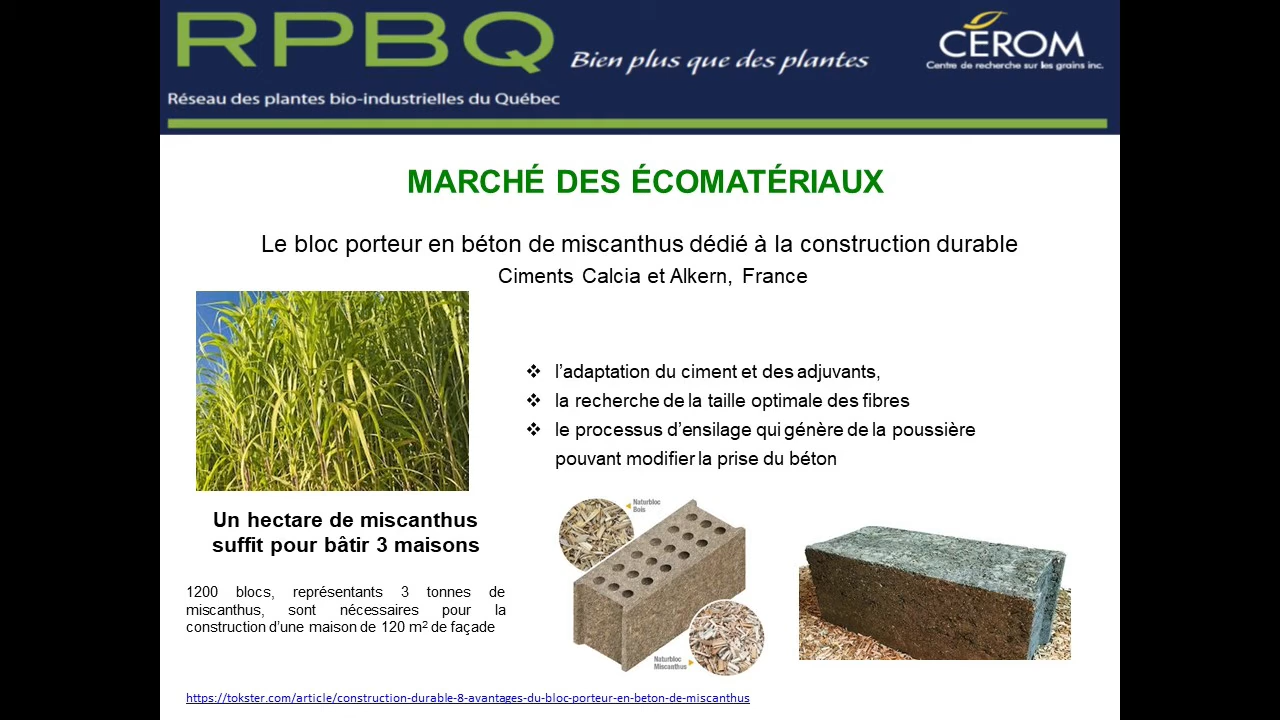 RPBQ
Bien plus que des plantes
CÉROM
Centre de recherche sur les grains inc.
Réseau des plantes bio-industrielles du Québec
MARCHÉ DES ÉCOMATÉRIAUX
Le bloc porteur en béton de miscanthus dédié à la construction durable
Ciments Calcia et Alkern, France
❖ l’adaptation du ciment et des adjuvants,
❖ la recherche de la taille optimale des fibres
❖ le processus d’ensilage qui génère de la poussière
pouvant modifier la prise du béton
Un hectare de miscanthus
suffit pour bâtir 3 maisons
1200 blocs, représentants 3 tonnes de
miscanthus, sont nécessaires pour la
construction d’une maison de 120 m² de façade
Naturbloc
Bois
Naturbloc
Miscanthus
https://tokster.com/article/construction-durable-8-avantages-du-bloc-porteur-en-beton-de-miscanthus